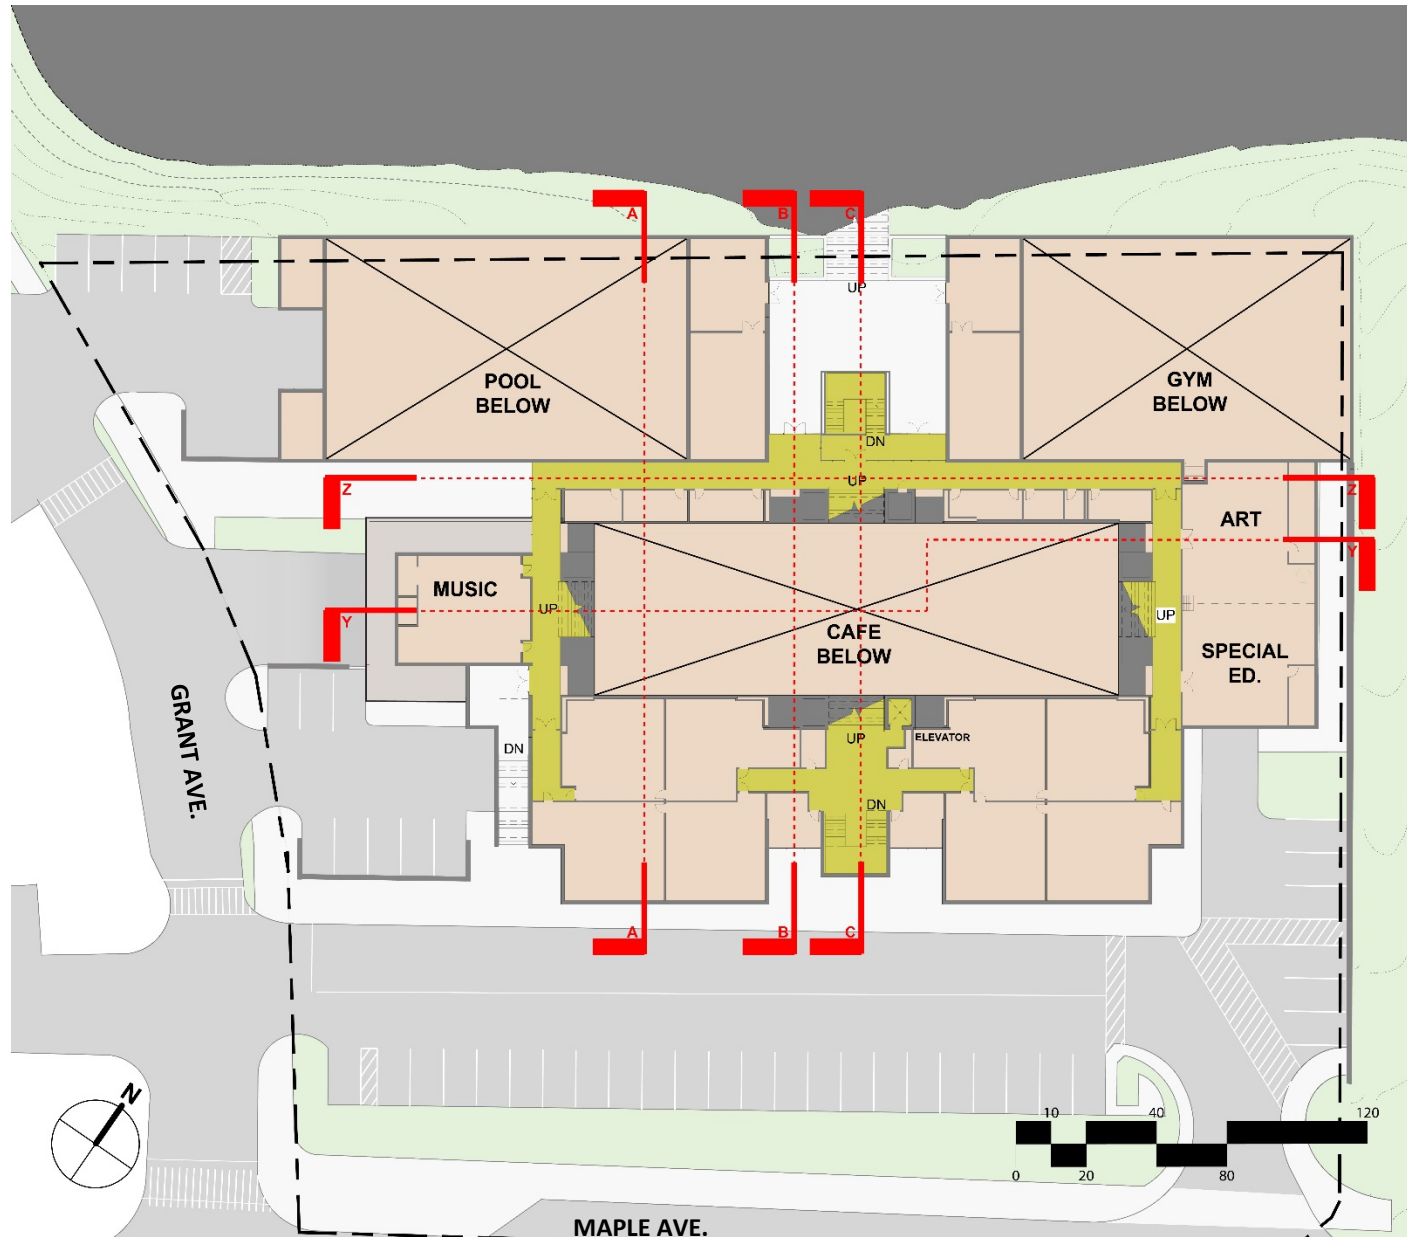 A
B
C
UP
POOL
BELOW
GYM
BELOW
DN
UP
Z
Z
ART
Y
MUSIC
UP
UP
Y
CAFE
BELOW
SPECIAL
ED.
GRANT AVE.
UP
ELEVATOR
DN
DN
A
B
C
N
10
40
120
0
20
80
MAPLE AVE.